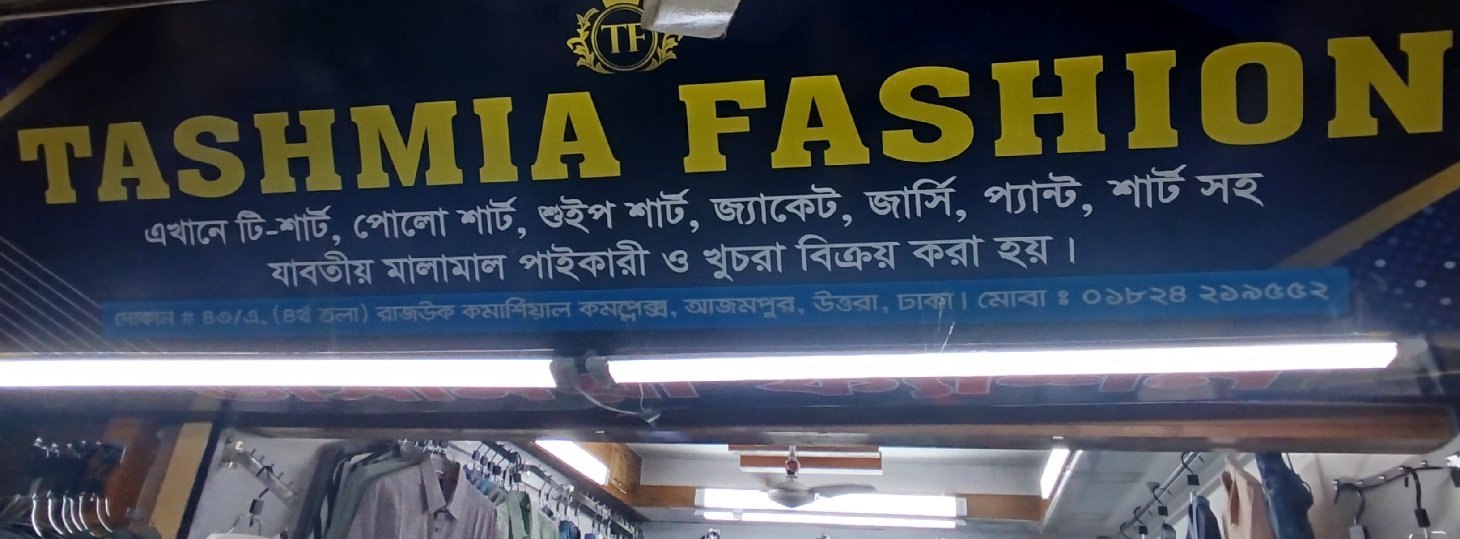 TF
TASHMIA FASHION
এখানে টি-শার্ট, পোলো শার্ট, শুইপ শার্ট, জ্যাকেট, জার্সি, প্যান্ট, শার্ট সহ
যাবতীয় মালামাল পাইকারী ও খুচরা বিক্রয় করা হয়।
দোকান # ৪৩/এ, (৪র্থ তলা) রাজউক কমার্শিয়াল কমপ্লেক্স, আজমপুর, উত্তরা, ঢাকা। মোবা ঃ ০১৮২৪ ২১৯৫৫২
ফ্যাশন